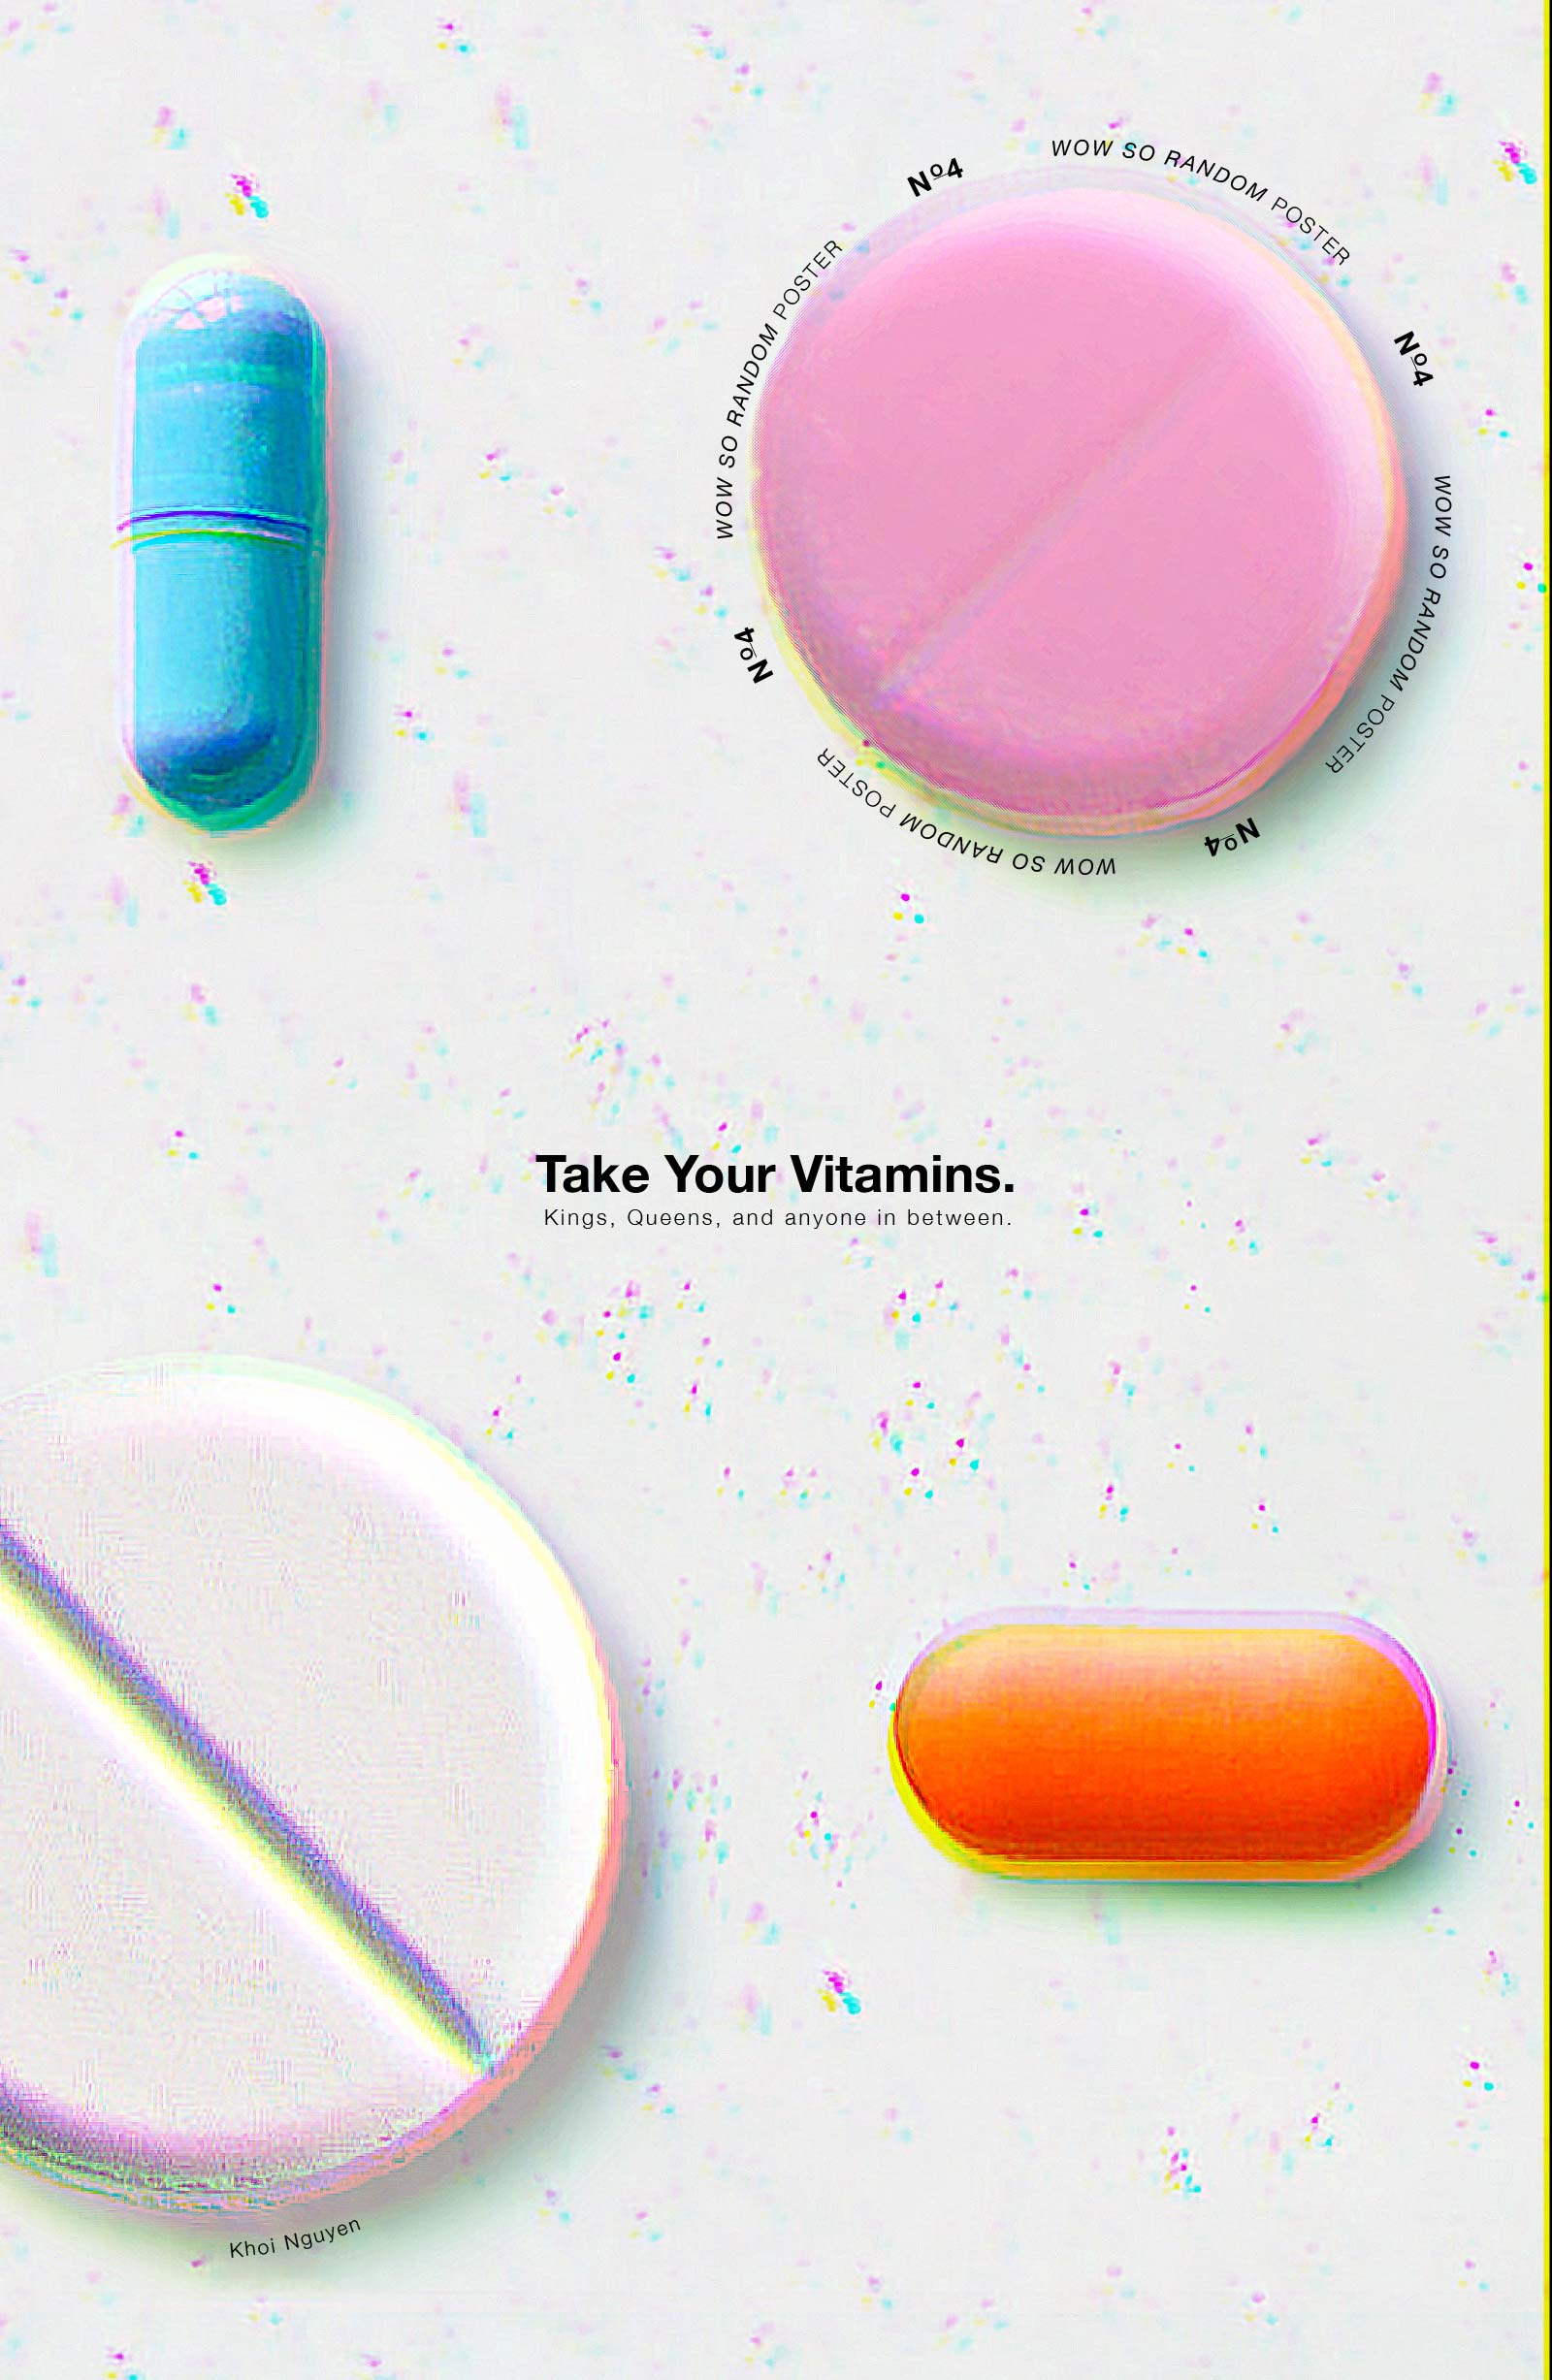 Nº4
WOW SO RANDOM POSTER
Nº4
WOW SO RANDOM POSTER
Nº4
WOW SO RANDOM POSTER
Nº4
WOW SO RANDOM POSTER
Take Your Vitamins.
Kings, Queens, and anyone in between.
Khoi Nguyen